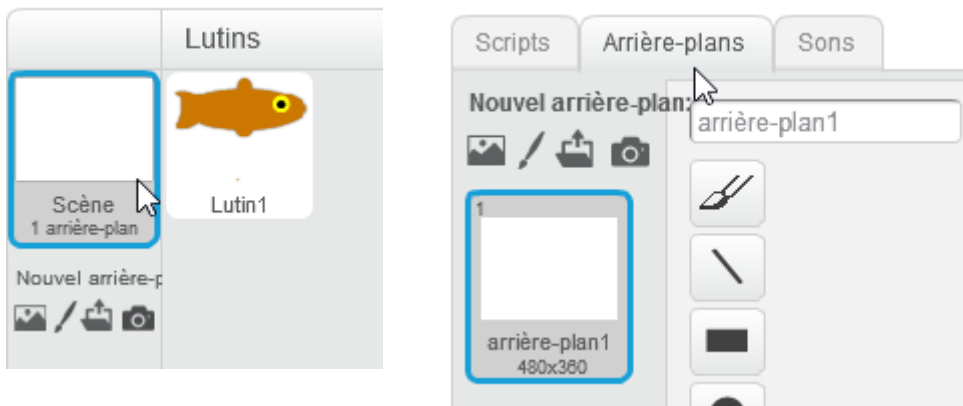 Lutins
Scène
1 arrière-plan
Lutin1
Nouvel arrière-p
Scripts
Arrière-plans
Sons
Nouvel arrière-plan:
arrière-plan1
1
arrière-plan1
480x360